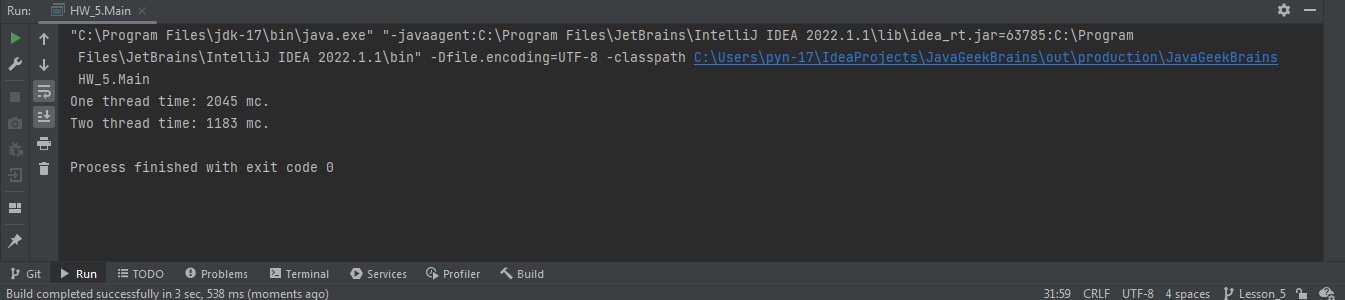 Run: HW_5.Main
"C:\Program Files\jdk-17\bin\java.exe" "-javaagent:C:\Program Files\JetBrains\IntelliJ IDEA 2022.1.1\lib\idea_rt.jar=63785:C:\Program
Files\JetBrains\IntelliJ IDEA 2022.1.1\bin" -Dfile.encoding=UTF-8 -classpath C:\Users\pyn-17\IdeaProjects\JavaGeekBrains\out\production\JavaGeekBrains
HW_5.Main
One thread time: 2045 mc.
Two thread time: 1183 mc.
Process finished with exit code 0
Git Run TODO Problems Terminal Services Profiler Build
Build completed successfully in 3 sec, 538 ms (moments ago) 31:59 CRLF UTF-8 4 spaces Lesson_5